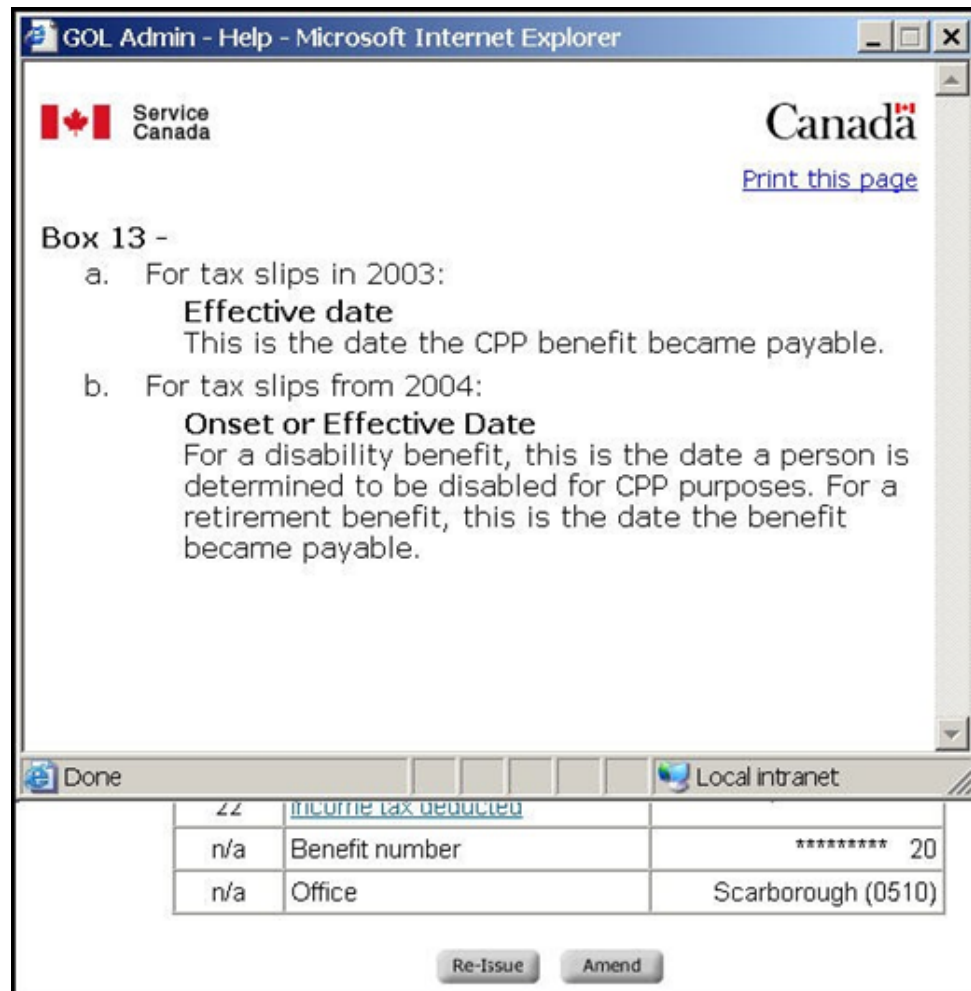 GOL Admin - Help - Microsoft Internet Explorer
Service
Canada
Canada
Print this page
Box 13 -
a. For tax slips in 2003:
Effective date
This is the date the CPP benefit became payable.
b. For tax slips from 2004:
Onset or Effective Date
For a disability benefit, this is the date a person is
determined to be disabled for CPP purposes. For a
retirement benefit, this is the date the benefit
became payable.
Done
Local intranet
22 Income tax deducted
n/a Benefit number ********* 20
n/a Office Scarborough (0510)
Re-Issue Amend